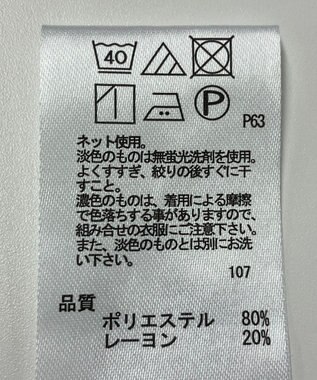 40
P
P63
ネット使用。
淡色のものは無蛍光洗剤を使用。
よくすすぎ、絞りの後すぐに干
すこと。
濃色のものは、着用による摩擦
で色落ちする事がありますので、
組み合せの衣服にご注意下さい。
また、淡色のものとは別にお洗
い下さい。
107
品質
ポリエステル 80%
レーヨン 20%